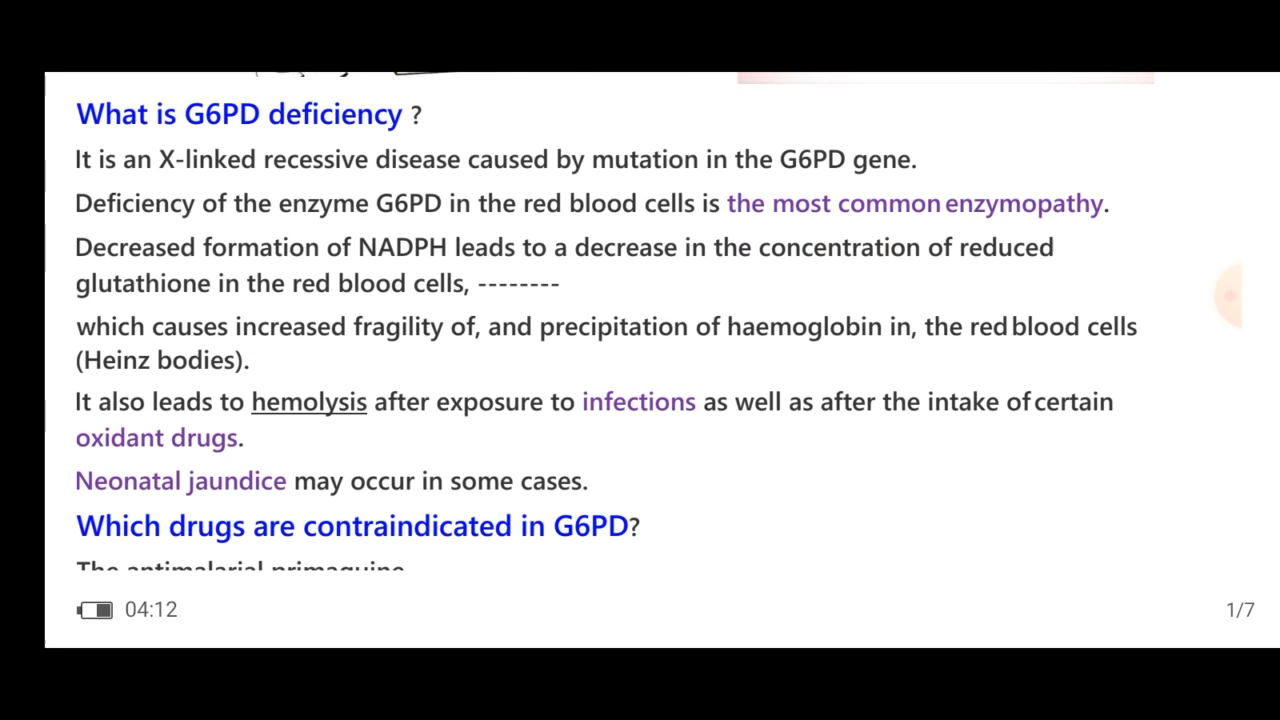 What is G6PD deficiency ?
It is an X-linked recessive disease caused by mutation in the G6PD gene.
Deficiency of the enzyme G6PD in the red blood cells is the most common enzymopathy.
Decreased formation of NADPH leads to a decrease in the concentration of reduced
glutathione in the red blood cells, --------
which causes increased fragility of, and precipitation of haemoglobin in, the red blood cells
(Heinz bodies).
It also leads to hemolysis after exposure to infections as well as after the intake of certain
oxidant drugs.
Neonatal jaundice may occur in some cases.
Which drugs are contraindicated in G6PD?
The antimalarial primaquine
04:12
1/7